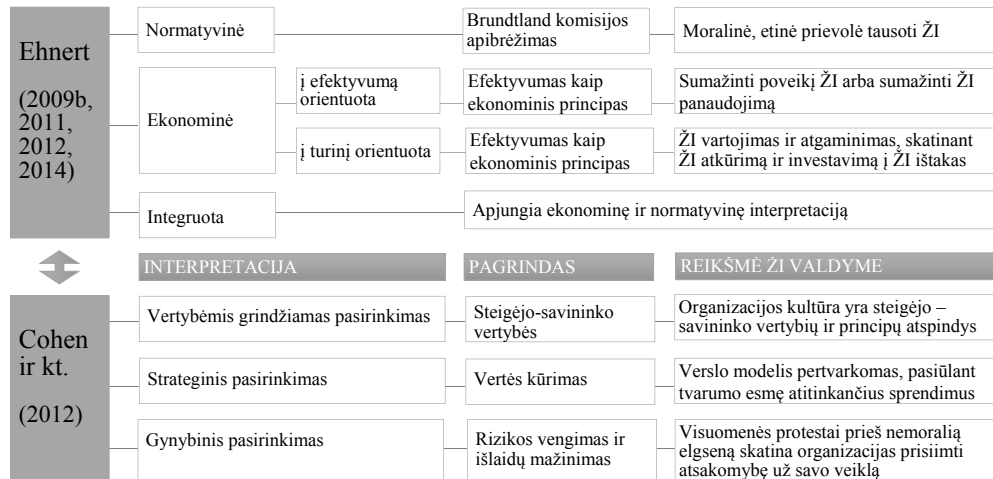 Ehnert
(2009b,
2011,
2012,
2014)
Normatyvinė
Brundtland komisijos
apibrėžimas
Moralinė, etinė prievolė tausoti ŽI
Ekonominė
į efektyvumą
orientuota
Efektyvumas kaip
ekonominis principas
Sumažinti poveikį ŽI arba sumažinti ŽI
panaudojimą
į turinį orientuota
Efektyvumas kaip
ekonominis principas
ŽI vartojimas ir atgaminimas, skatinant
ŽI atkūrimą ir investavimą į ŽI ištakas
Integruota
Apjungia ekonominę ir normatyvinę interpretaciją
INTERPRETACIJA
PAGRINDAS
REIKŠMĖ ŽI VALDYME
Cohen
ir kt.
(2012)
Vertybėmis grindžiamas pasirinkimas
Steigėjo-savininko
vertybės
Organizacijos kultūra yra steigėjo –
savininko vertybių ir principų atspindys
Strateginis pasirinkimas
Vertės kūrimas
Verslo modelis pertvarkomas, pasiūlant
tvarumo esmę atitinkančius sprendimus
Gynybinis pasirinkimas
Rizikos vengimas ir
išlaidų mažinimas
Visuomenės protestai prieš nemoralią
elgseną skatina organizacijas prisiimti
atsakomybę už savo veiklą